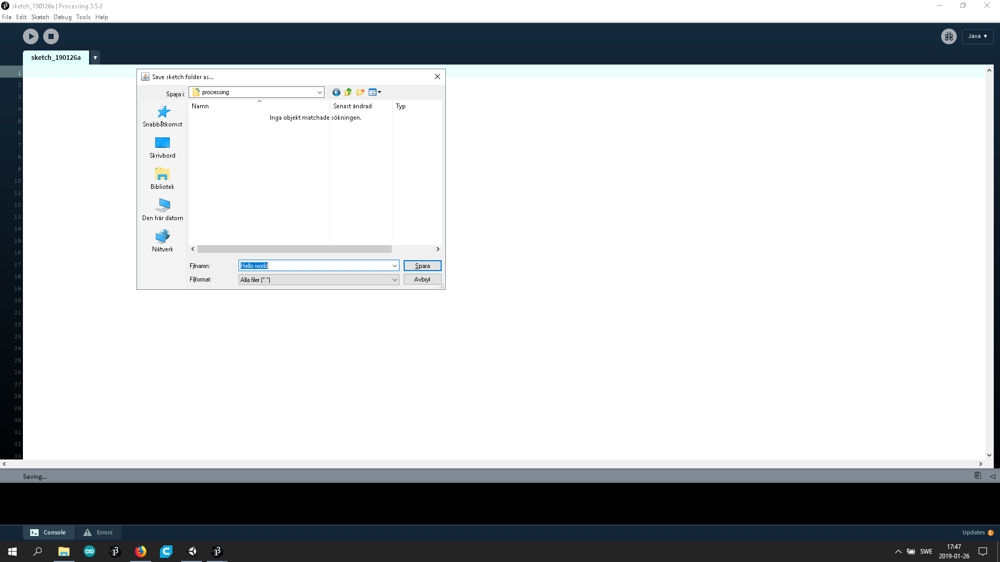 sketch_190126a | Processing 3.5.2
File Edit Sketch Debug Tools Help
Java ▾
sketch_190126a
Save sketch folder as...
Spara i: processing
Namn Senast ändrad Typ
Inga objekt matchade sökningen.
Snabbåtkomst
Skrivbord
Bibliotek
Den här datorn
Nätverk
Filnamn: Hello world Spara
Filformat: Alla filer (*.*) Avbryt
1
2
3
4
5
6
7
8
9
10
11
12
13
14
15
16
17
18
19
20
21
22
23
24
25
26
27
28
29
30
31
32
33
Saving...
Console Errors Updates 1
SWE 17:47
2019-01-26